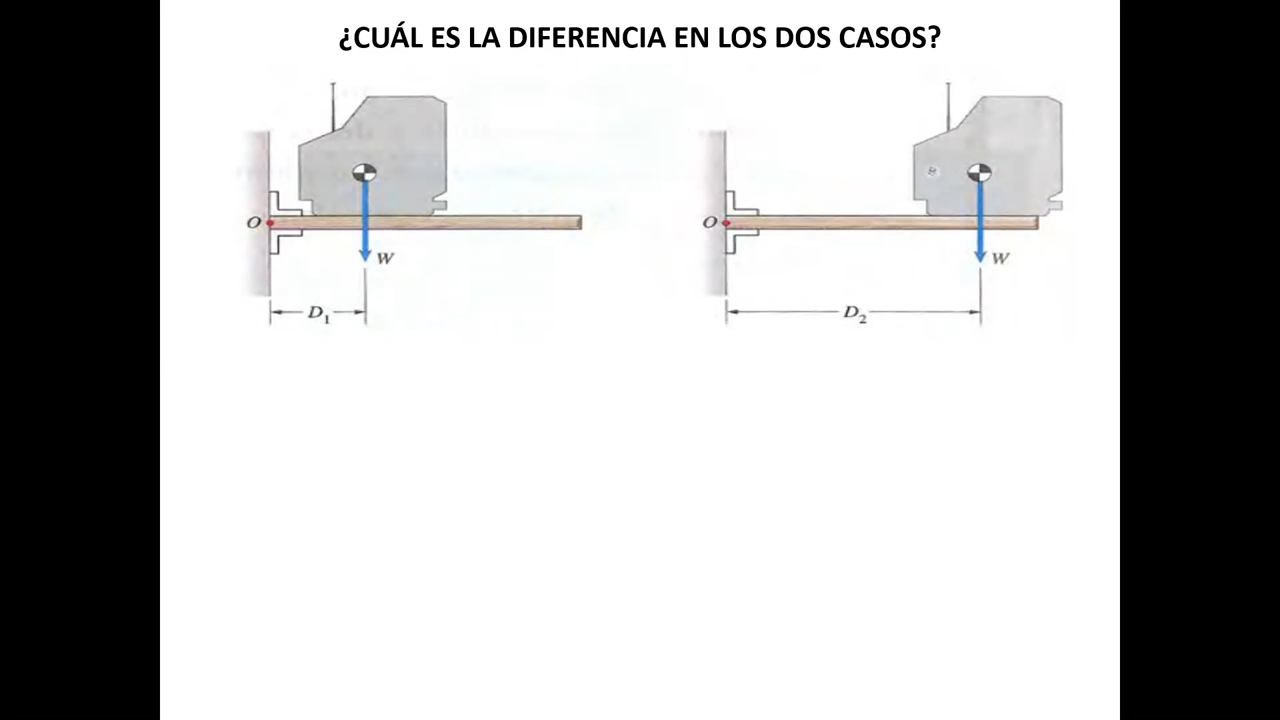 ¿CUÁL ES LA DIFERENCIA EN LOS DOS CASOS?
O
W
D₁
O
W
D₂